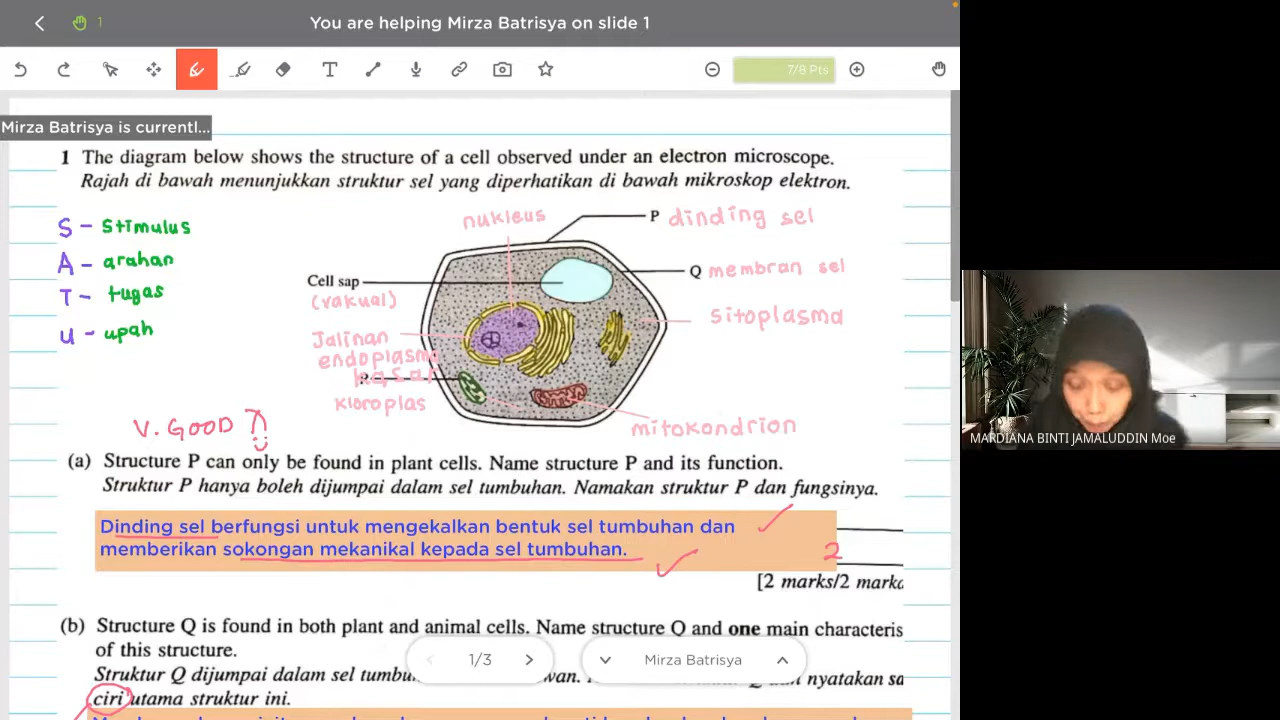 1
You are helping Mirza Batrisya on slide 1
7/8 Pts
Mirza Batrisya is currentl...
1 The diagram below shows the structure of a cell observed under an electron microscope.
Rajah di bawah menunjukkan struktur sel yang diperhatikan di bawah mikroskop elektron.
S - Stimulus
A - arahan
T - tugas
U - upah
nukleus
P dinding sel
Cell sap
(vakual)
Q membran sel
Jalinan
endoplasma
kasar
sitoplasma
kloroplas
mitokondrion
V. GOOD
(a) Structure P can only be found in plant cells. Name structure P and its function.
Struktur P hanya boleh dijumpai dalam sel tumbuhan. Namakan struktur P dan fungsinya.
Dinding sel berfungsi untuk mengekalkan bentuk sel tumbuhan dan
memberikan sokongan mekanikal kepada sel tumbuhan.
2
[2 marks/2 marka
(b) Structure Q is found in both plant and animal cells. Name structure Q and one main characteris
of this structure.
Struktur Q dijumpai dalam sel tumbu
wan.
nyatakan sa
ciri utama struktur ini.
1/3
Mirza Batrisya
MARDIANA BINTI JAMALUDDIN Moe